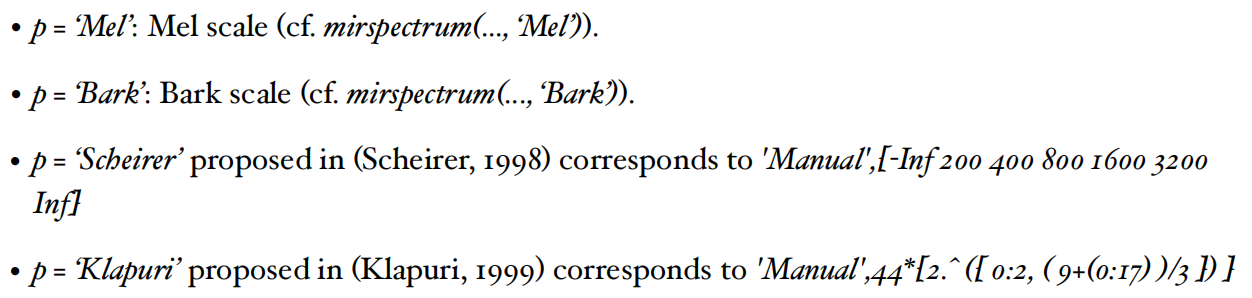 • p = ‘Mel’: Mel scale (cf. mirspectrum(..., ‘Mel’)).
• p = ‘Bark’: Bark scale (cf. mirspectrum(..., ‘Bark’)).
• p = ‘Scheirer’ proposed in (Scheirer, 1998) corresponds to 'Manual',[-Inf 200 400 800 1600 3200
Inf]
• p = ‘Klapuri’ proposed in (Klapuri, 1999) corresponds to 'Manual',44*[2.^ ([ 0:2, ( 9+(0:17) )/3 ]) ]